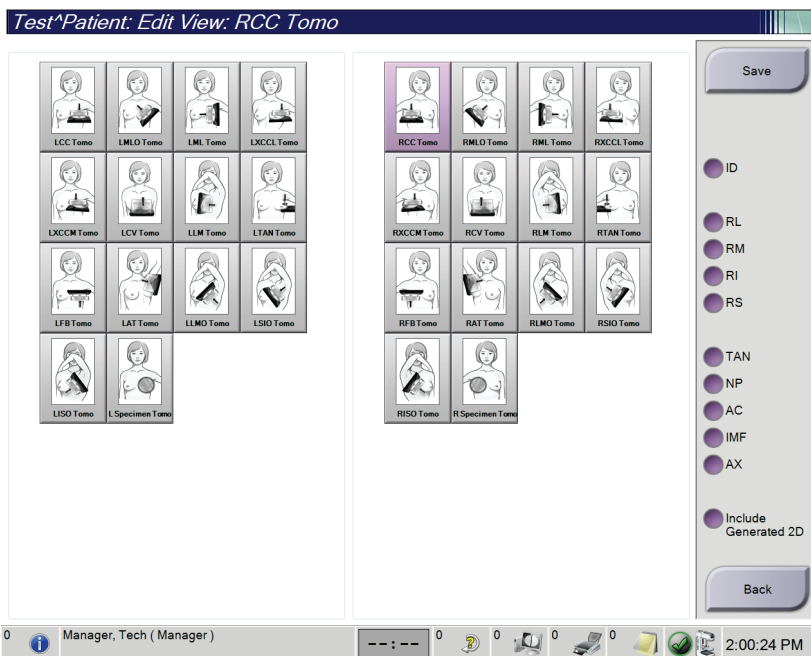 Test^Patient: Edit View: RCC Tomo
LCC Tomo
LMLO Tomo
LML Tomo
LXCCL Tomo
LXCCM Tomo
LCV Tomo
LLM Tomo
LTAN Tomo
LFB Tomo
LAT Tomo
LLMO Tomo
LSIO Tomo
LISO Tomo
L Specimen Tomo
RCC Tomo
RMLO Tomo
RML Tomo
RXCCL Tomo
RXCCM Tomo
RCV Tomo
RLM Tomo
RTAN Tomo
RFB Tomo
RAT Tomo
RLMO Tomo
RSIO Tomo
RISO Tomo
R Specimen Tomo
Save
ID
RL
RM
RI
RS
TAN
NP
AC
IMF
AX
Include
Generated 2D
Back
0
Manager, Tech ( Manager )
--:--
0
0
0
0
2:00:24 PM